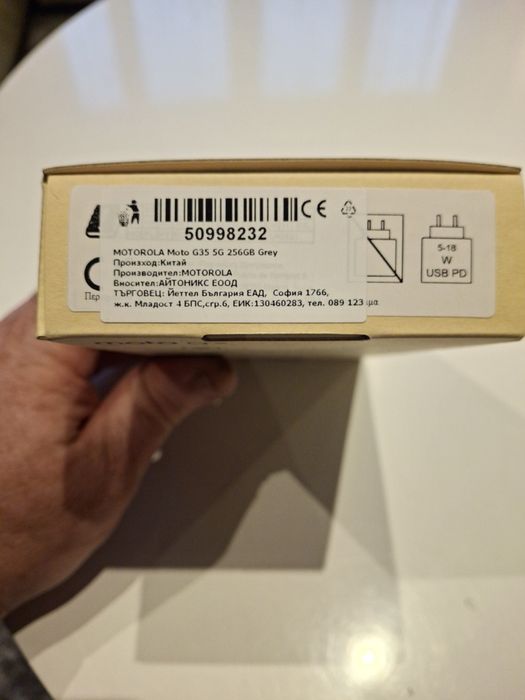 CE
50998232
MOTOROLA Moto G35 5G 256GB Grey
Произход:Китай
Производител:MOTOROLA
Вносител:АЙТОНИКС ЕООД
ТЪРГОВЕЦ: Йеттел България ЕАД, София 1766,
ж.к. Младост 4 БПС,сгр.6, ЕИК:130460283, тел. 089 123
5-18
W
USB PD